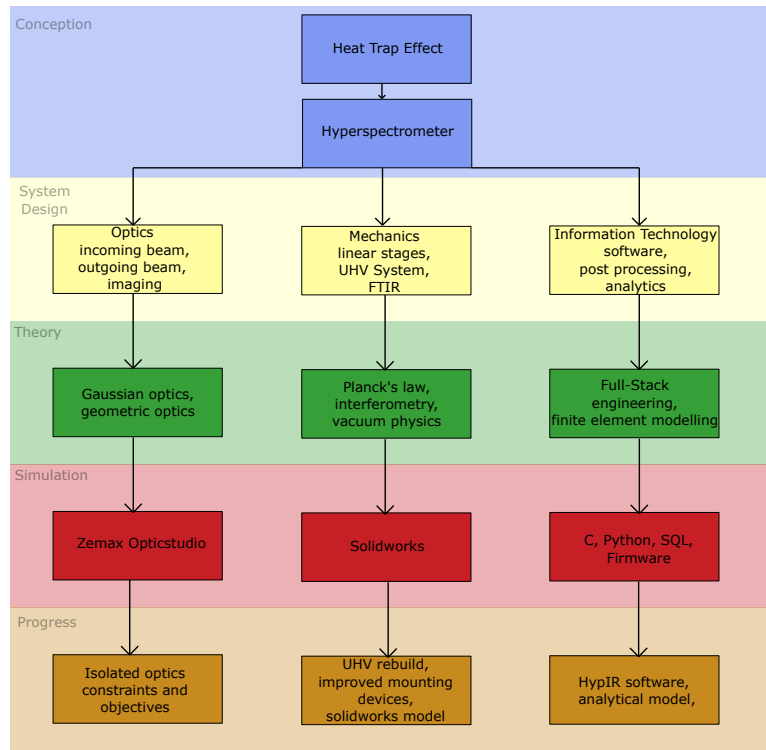 Conception
Heat Trap Effect
Hyperspectrometer
System
Design
Optics
incoming beam,
outgoing beam,
imaging
Mechanics
linear stages,
UHV System,
FTIR
Information Technology
software,
post processing,
analytics
Theory
Gaussian optics,
geometric optics
Planck's law,
interferometry,
vacuum physics
Full-Stack
engineering,
finite element modelling
Simulation
Zemax Opticstudio
Solidworks
C, Python, SQL,
Firmware
Progress
Isolated optics
constraints and
objectives
UHV rebuild,
improved mounting
devices,
solidworks model
HypIR software,
analytical model,